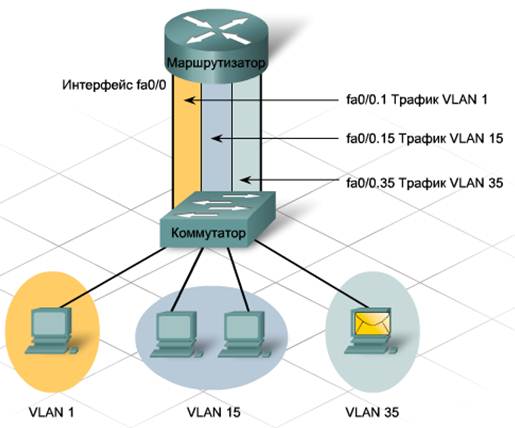 Маршрутизатор
Интерфейс fa0/0
fa0/0.1 Трафик VLAN 1
fa0/0.15 Трафик VLAN 15
fa0/0.35 Трафик VLAN 35
Коммутатор
VLAN 1
VLAN 15
VLAN 35